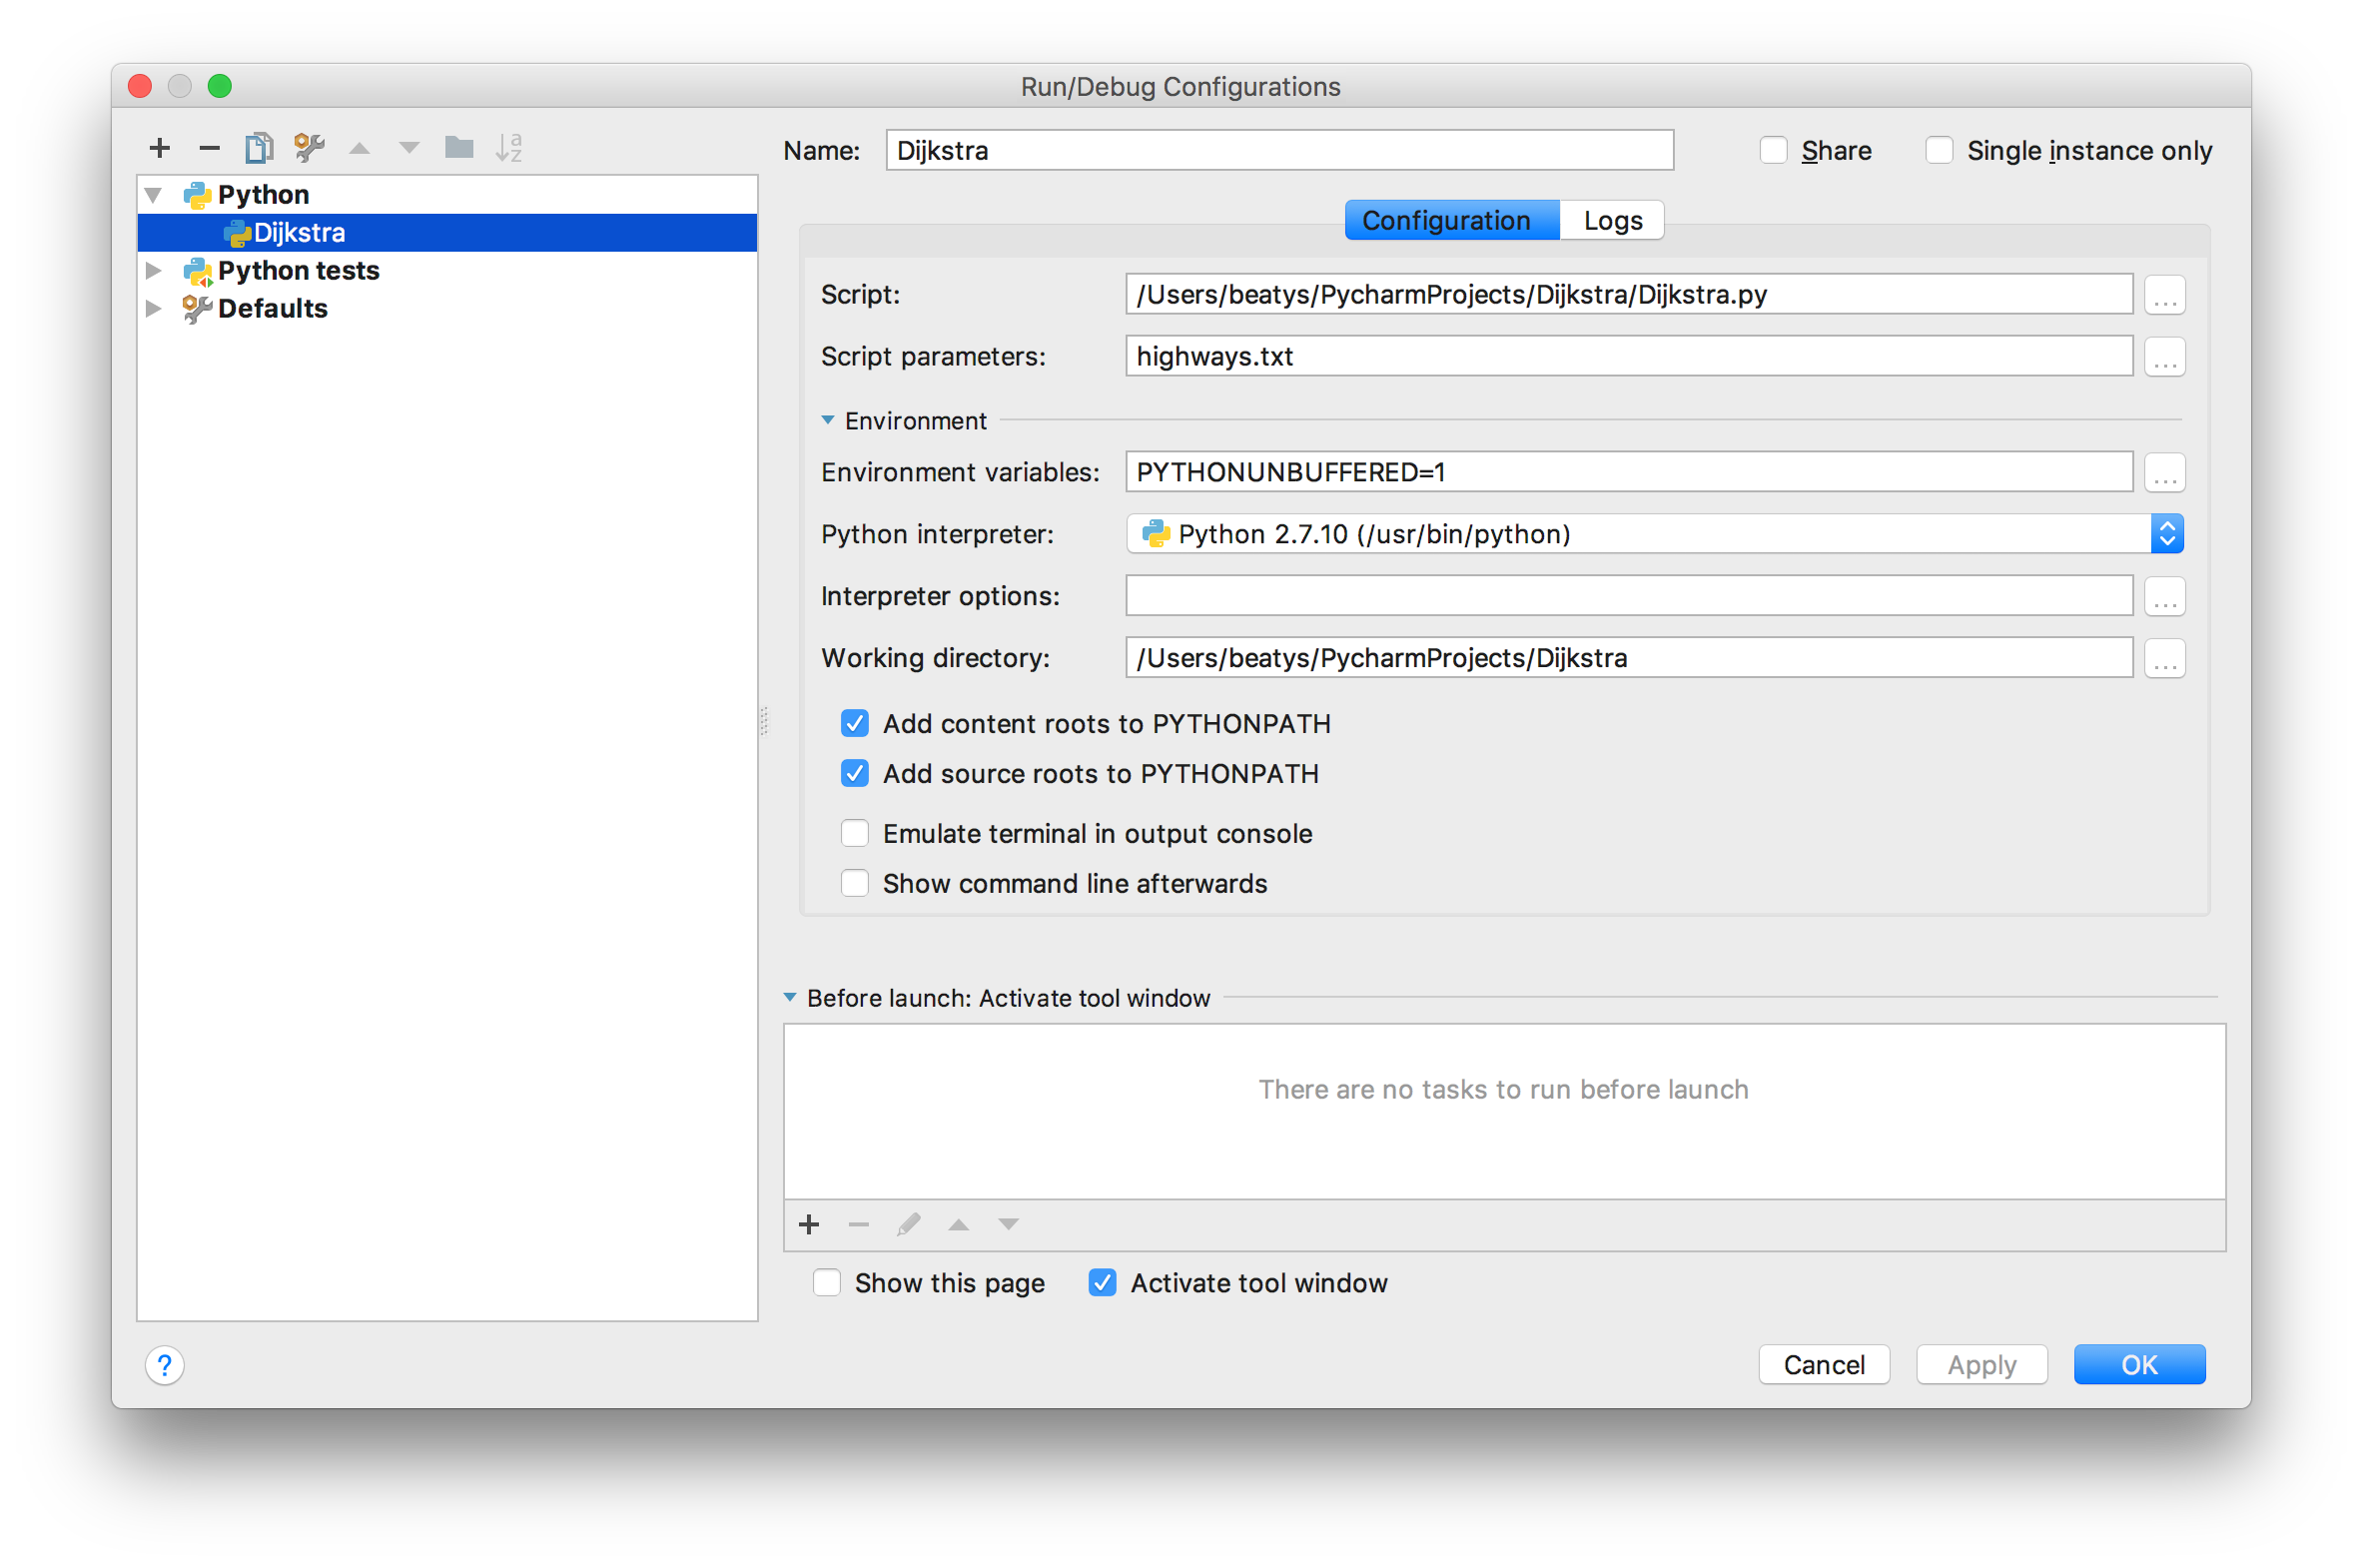 Run/Debug Configurations
Name: Dijkstra Share Single instance only
Python
Dijkstra
Python tests
Defaults
Configuration Logs
Script: /Users/beatys/PycharmProjects/Dijkstra/Dijkstra.py ...
Script parameters: highways.txt ...
Environment
Environment variables: PYTHONUNBUFFERED=1 ...
Python interpreter: Python 2.7.10 (/usr/bin/python)
Interpreter options: ...
Working directory: /Users/beatys/PycharmProjects/Dijkstra ...
Add content roots to PYTHONPATH
Add source roots to PYTHONPATH
Emulate terminal in output console
Show command line afterwards
Before launch: Activate tool window
There are no tasks to run before launch
Show this page Activate tool window
? Cancel Apply OK